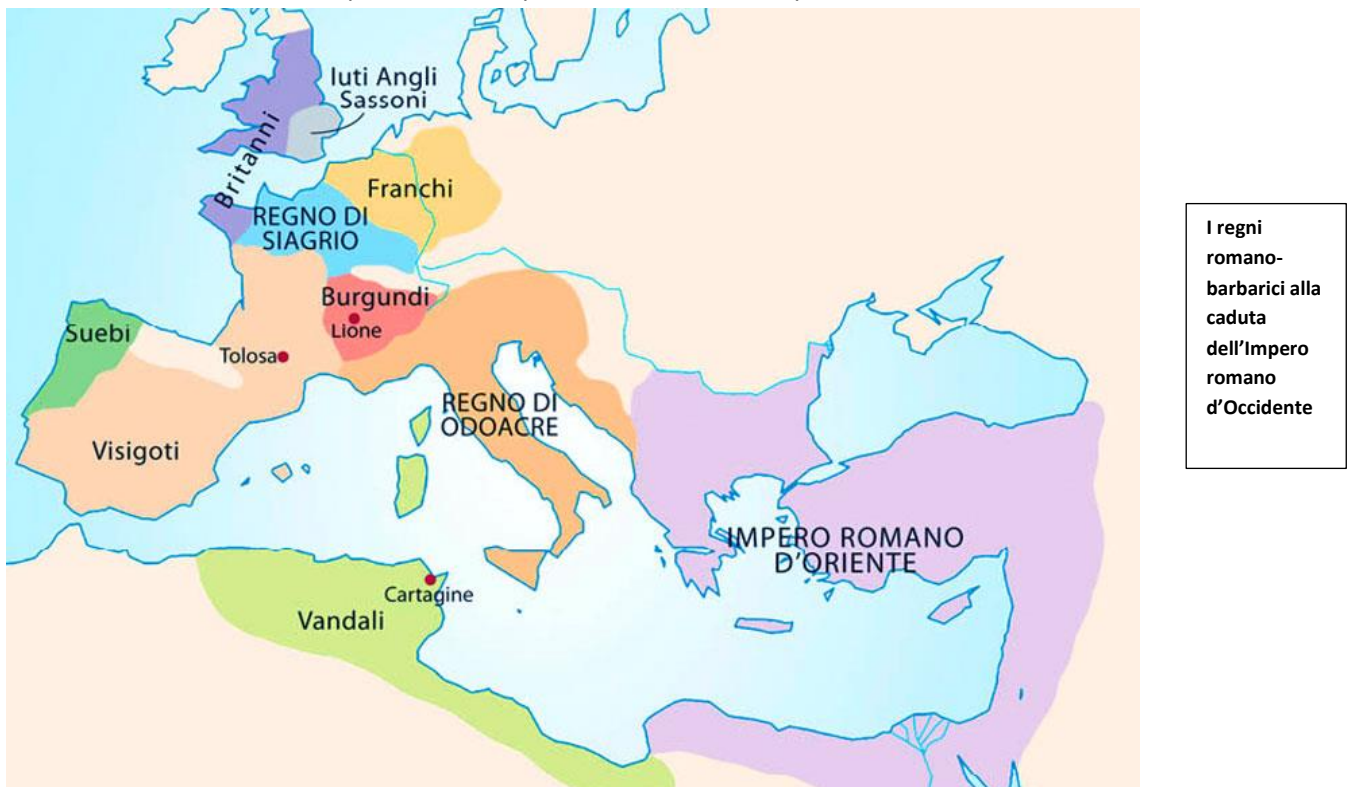 Iuti Angli
Sassoni
Britanni
Franchi
REGNO DI
SIAGRIO
Burgundi
Lione
Suebi
Tolosa
REGNO DI
ODOACRE
Visigoti
IMPERO ROMANO
D'ORIENTE
Cartagine
Vandali
I regni
romano-
barbarici alla
caduta
dell’Impero
romano
d’Occidente